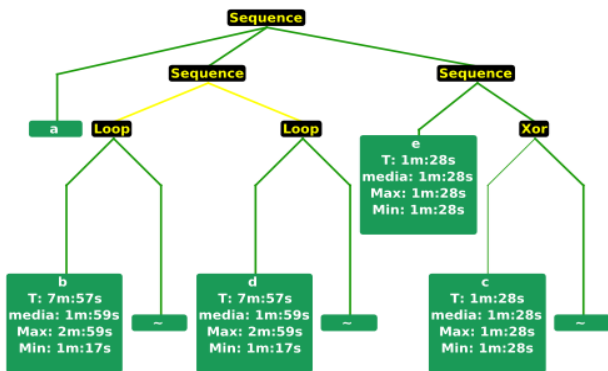 Sequence
Sequence
Sequence
a
Loop
Loop
Xor
e
T: 1m:28s
media: 1m:28s
Max: 1m:28s
Min: 1m:28s
b
T: 7m:57s
media: 1m:59s
Max: 2m:59s
Min: 1m:17s
~
d
T: 7m:57s
media: 1m:59s
Max: 2m:59s
Min: 1m:17s
~
c
T: 1m:28s
media: 1m:28s
Max: 1m:28s
Min: 1m:28s
~